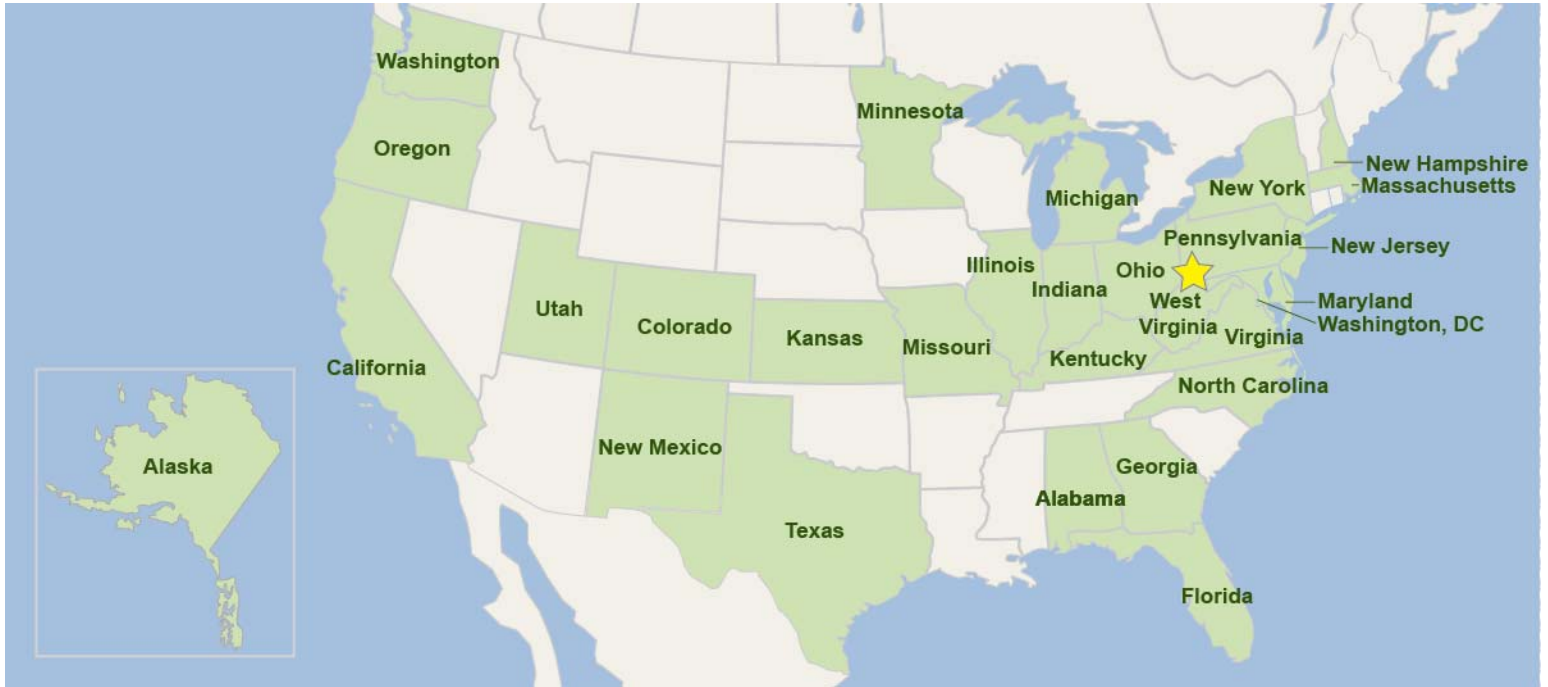 Washington
Minnesota
Oregon
New Hampshire
Massachusetts
Michigan
New York
Pennsylvania
New Jersey
Illinois
Ohio
Indiana
West
Virginia
Maryland
Washington, DC
Utah
Colorado
Kansas
Missouri
Virginia
Kentucky
California
North Carolina
New Mexico
Georgia
Alaska
Alabama
Texas
Florida